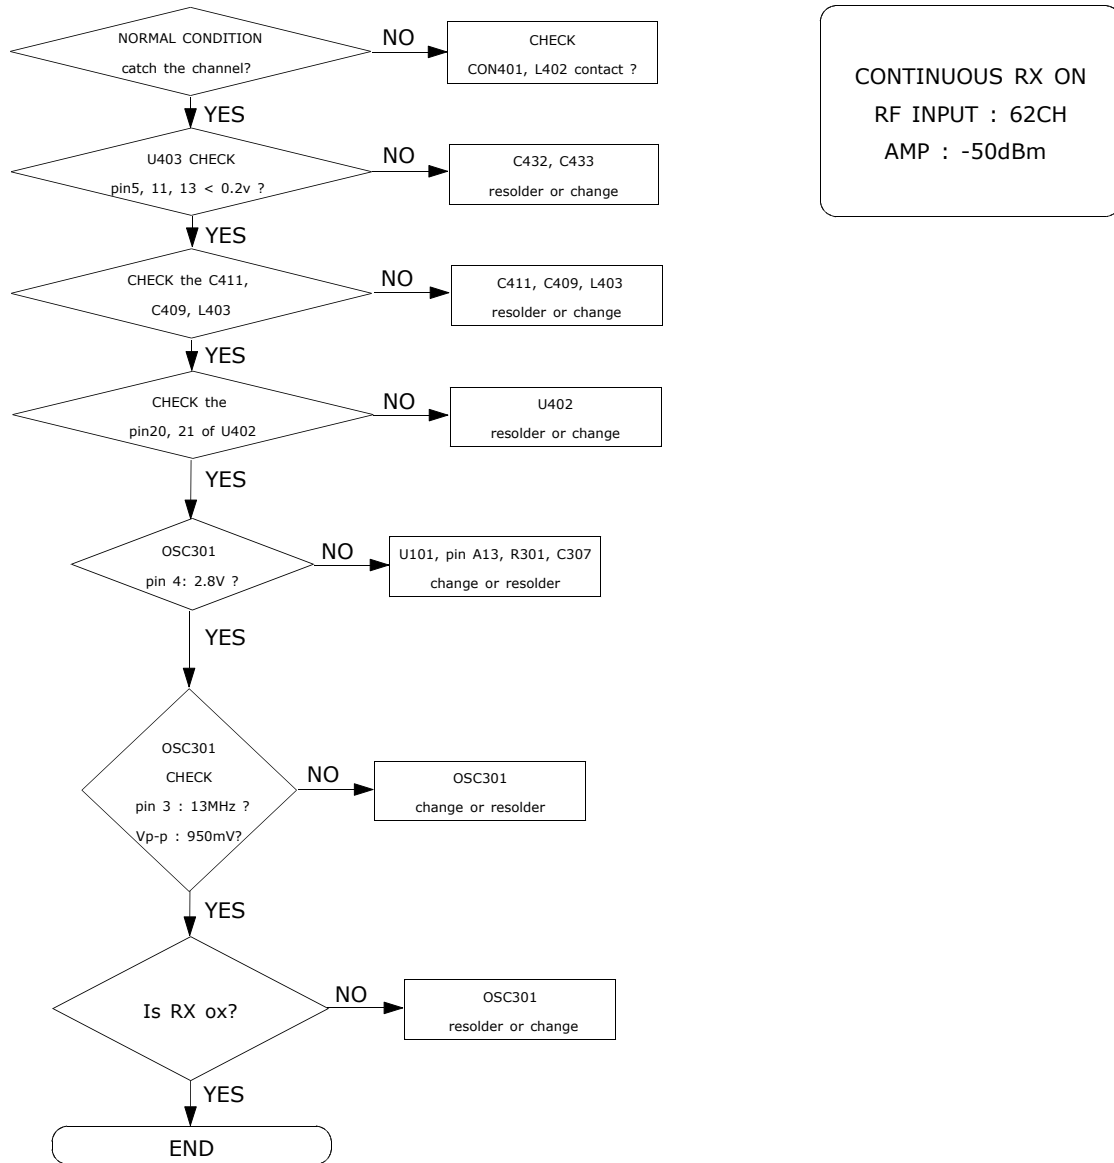 NORMAL CONDITION
catch the channel?
NO
CHECK
CON401, L402 contact ?
CONTINUOUS RX ON
RF INPUT : 62CH
AMP : -50dBm
YES
U403 CHECK
pin5, 11, 13 < 0.2v ?
NO
C432, C433
resolder or change
YES
CHECK the C411,
C409, L403
NO
C411, C409, L403
resolder or change
YES
CHECK the
pin20, 21 of U402
NO
U402
resolder or change
YES
OSC301
pin 4: 2.8V ?
NO
U101, pin A13, R301, C307
change or resolder
YES
OSC301
CHECK
pin 3 : 13MHz ?
Vp-p : 950mV?
NO
OSC301
change or resolder
YES
Is RX ox?
NO
OSC301
resolder or change
YES
END